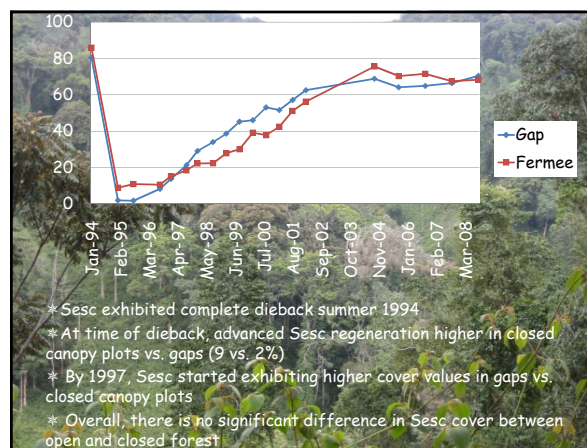 100
80
60
40
20
0
Jan-94
Feb-95
Mar-96
Apr-97
May-98
Jun-99
Jul-00
Aug-01
Sep-02
Oct-03
Nov-04
Jan-06
Feb-07
Mar-08
Gap
Fermee
* Sesc exhibited complete dieback summer 1994
* At time of dieback, advanced Sesc regeneration higher in closed
canopy plots vs. gaps (9 vs. 2%)
* By 1997, Sesc started exhibiting higher cover values in gaps vs.
closed canopy plots
* Overall, there is no significant difference in Sesc cover between
open and closed forest